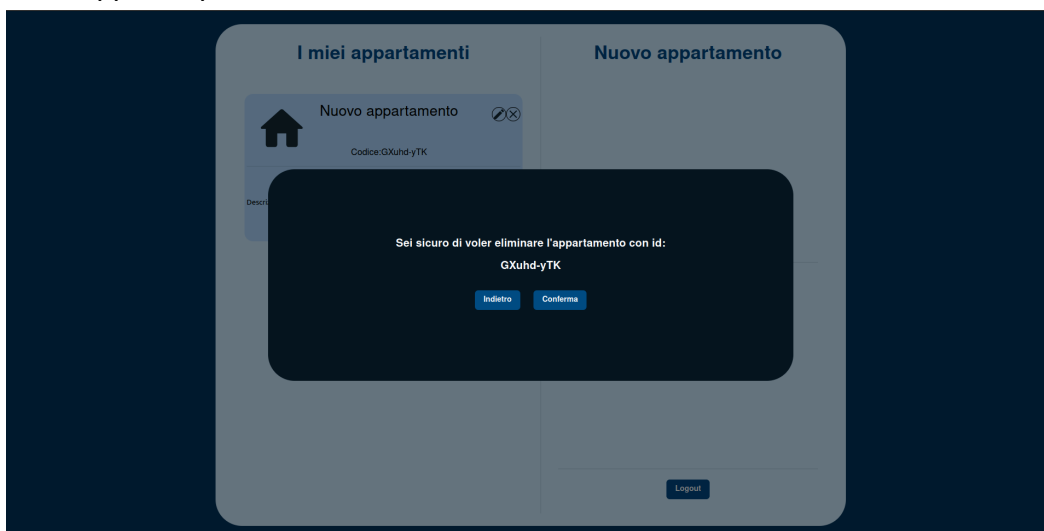 I miei appartamenti
Nuovo appartamento
Nuovo appartamento
Codice:GXuhd-yTK
Sei sicuro di voler eliminare l'appartamento con id:
GXuhd-yTK
Indietro
Conferma
Logout